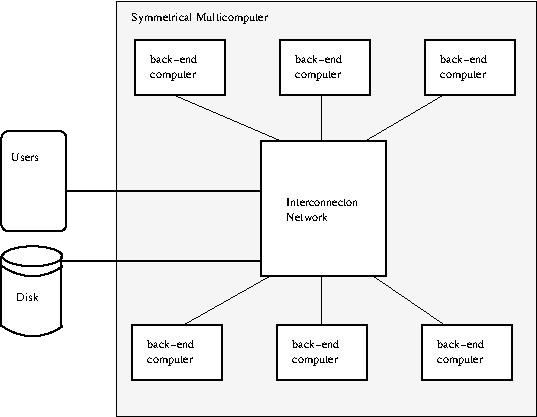 Symmetrical Multicomputer
back-end
computer
back-end
computer
back-end
computer
Users
Interconnecton
Network
Disk
back-end
computer
back-end
computer
back-end
computer